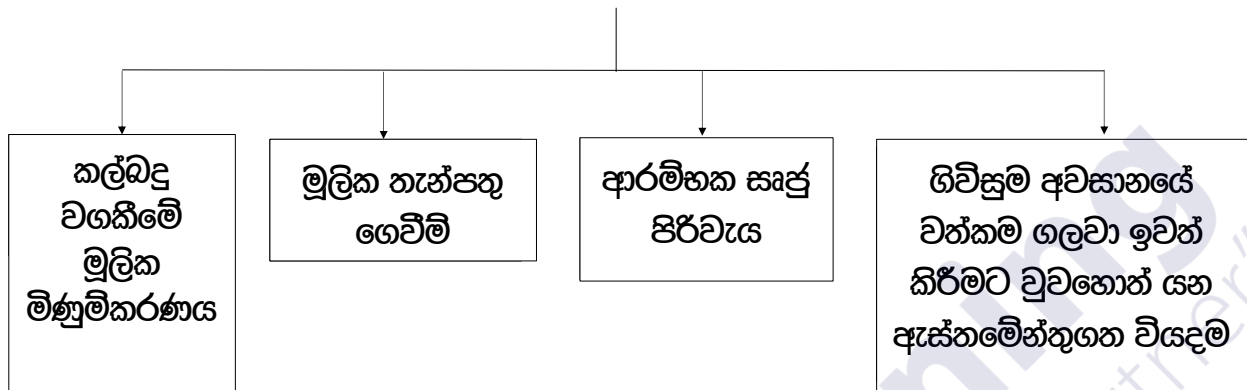 කල්බදු
වගකීමේ
මූලික
මිණුම්කරණය
මූලික තැන්පතු
ගෙවීම්
ආරම්භක සෘජු
පිරිවැය
ගිවිසුම අවසානයේ
වත්කම ගලවා ඉවත්
කිරීමට වුවහොත් යන
ඇස්තමේන්තුගත වියදම